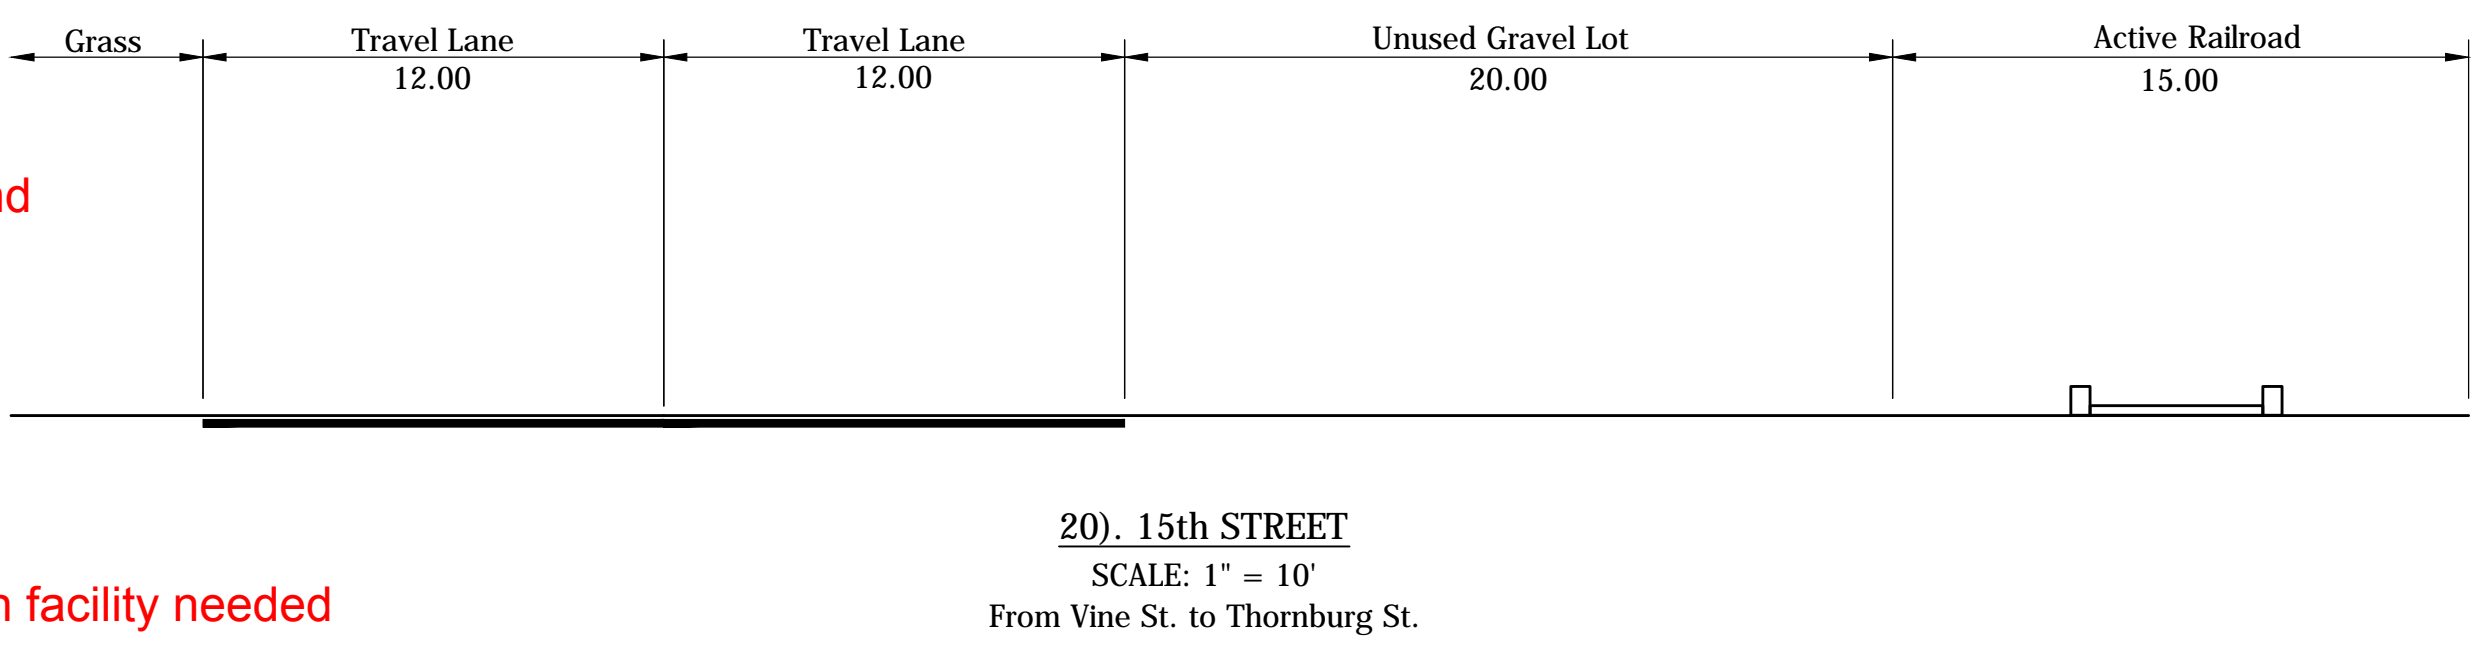 Grass
Travel Lane
Travel Lane
Unused Gravel Lot
Active Railroad
12.00
12.00
20.00
15.00
20). 15th STREET
SCALE: 1" = 10'
From Vine St. to Thornburg St.
facility needed